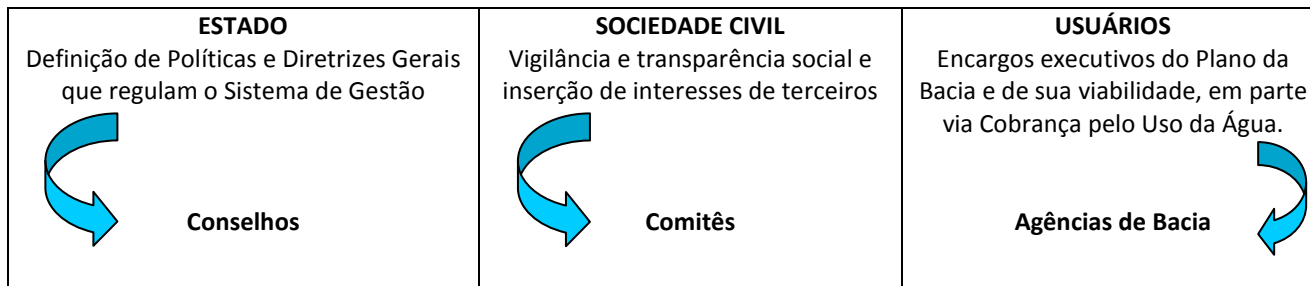 ESTADO
Definição de Políticas e Diretrizes Gerais
que regulam o Sistema de Gestão
Conselhos
SOCIEDADE CIVIL
Vigilância e transparência social e
inserção de interesses de terceiros
Comitês
USUÁRIOS
Encargos executivos do Plano da
Bacia e de sua viabilidade, em parte
via Cobrança pelo Uso da Água.
Agências de Bacia